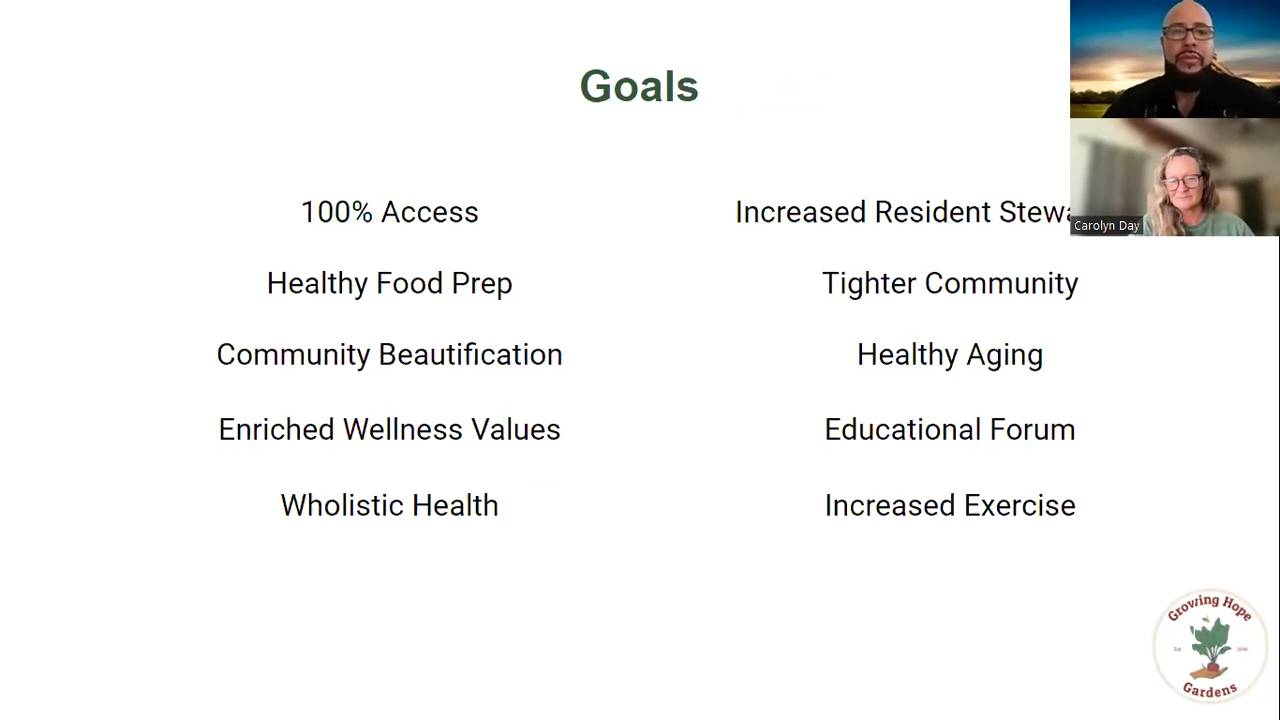 Goals
100% Access
Healthy Food Prep
Community Beautification
Enriched Wellness Values
Wholistic Health
Increased Resident
Tighter Community
Healthy Aging
Educational Forum
Increased Exercise
Carolyn Day
Growing Hope
Gardens